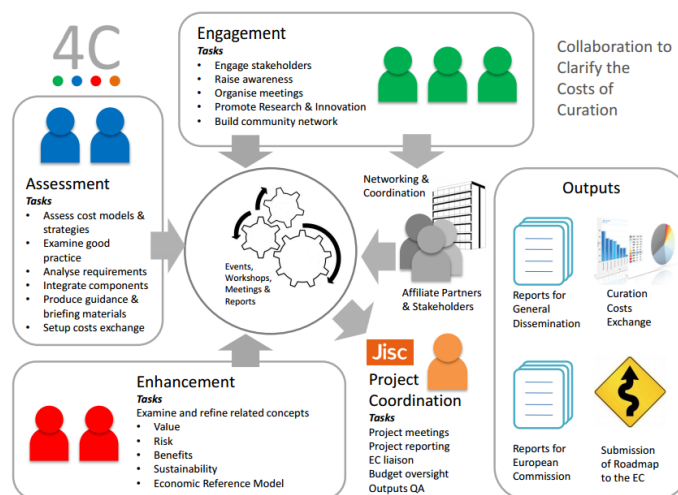 4C
Collaboration to
Clarify the
Costs of
Curation
Engagement
Tasks
• Engage stakeholders
• Raise awareness
• Organise meetings
• Promote Research & Innovation
• Build community network
Assessment
Tasks
• Assess cost models &
strategies
• Examine good
practice
• Analyse requirements
• Integrate components
• Produce guidance &
briefing materials
• Setup costs exchange
Events,
Workshops,
Meetings &
Reports
Networking &
Coordination
Affiliate Partners
& Stakeholders
Enhancement
Tasks
Examine and refine related concepts
• Value
• Risk
• Benefits
• Sustainability
• Economic Reference Model
Jisc
Project
Coordination
Tasks
Project meetings
Project reporting
EC liaison
Budget oversight
Outputs QA
Outputs
Reports for
General
Dissemination
Curation
Costs
Exchange
Reports for
European
Commission
Submission
of Roadmap
to the EC